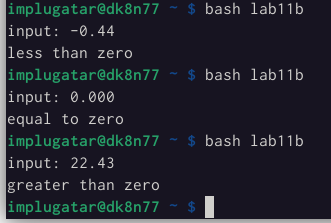 implugatar@dk8n77 ~ $ bash lab11b
input: -0.44
less than zero
implugatar@dk8n77 ~ $ bash lab11b
input: 0.000
equal to zero
implugatar@dk8n77 ~ $ bash lab11b
input: 22.43
greater than zero
implugatar@dk8n77 ~ $